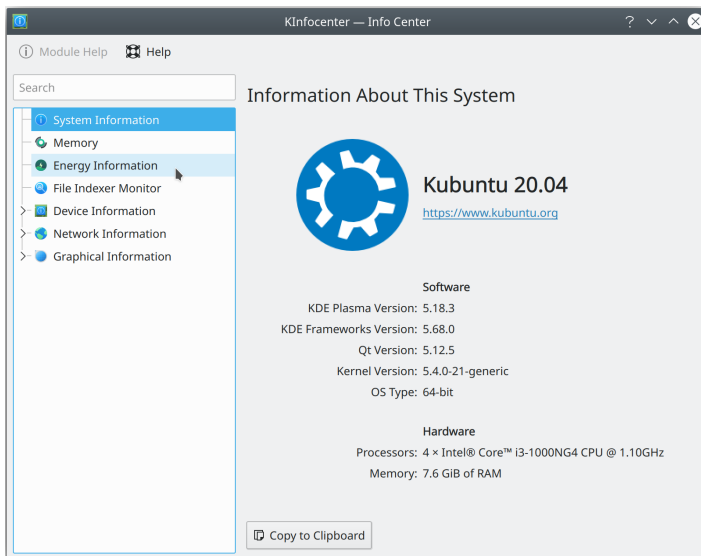 KInfocenter — Info Center
Module Help Help
Search
System Information
Memory
Energy Information
File Indexer Monitor
Device Information
Network Information
Graphical Information
Information About This System
Kubuntu 20.04
https://www.kubuntu.org
Software
KDE Plasma Version: 5.18.3
KDE Frameworks Version: 5.68.0
Qt Version: 5.12.5
Kernel Version: 5.4.0-21-generic
OS Type: 64-bit
Hardware
Processors: 4 × Intel® Core™ i3-1000NG4 CPU @ 1.10GHz
Memory: 7.6 GiB of RAM
Copy to Clipboard